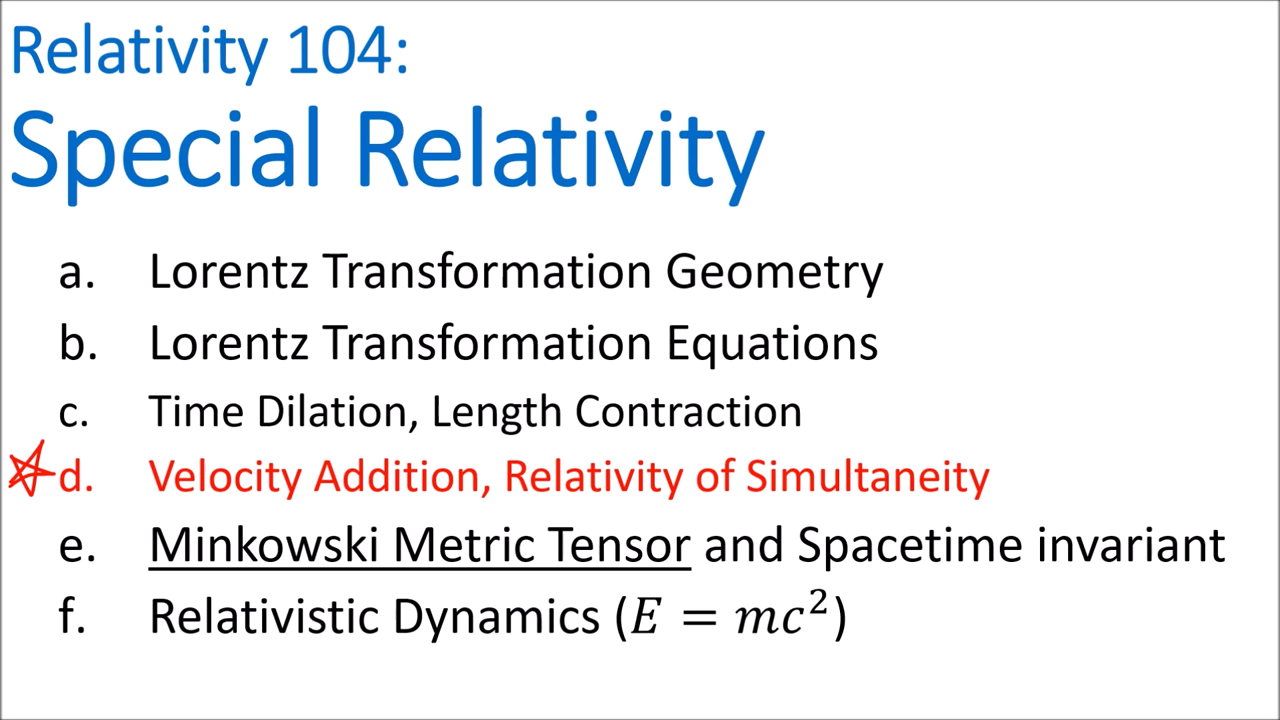 Relativity 104:
Special Relativity
a. Lorentz Transformation Geometry
b. Lorentz Transformation Equations
c. Time Dilation, Length Contraction
d. Velocity Addition, Relativity of Simultaneity
e. Minkowski Metric Tensor and Spacetime invariant
f. Relativistic Dynamics (E = mc²)